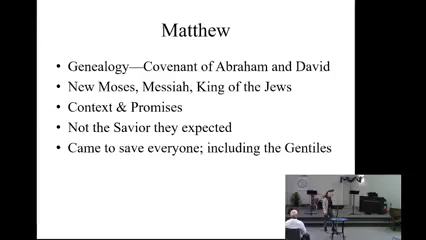 Matthew
• Genealogy—Covenant of Abraham and David
• New Moses, Messiah, King of the Jews
• Context & Promises
• Not the Savior they expected
• Came to save everyone; including the Gentiles